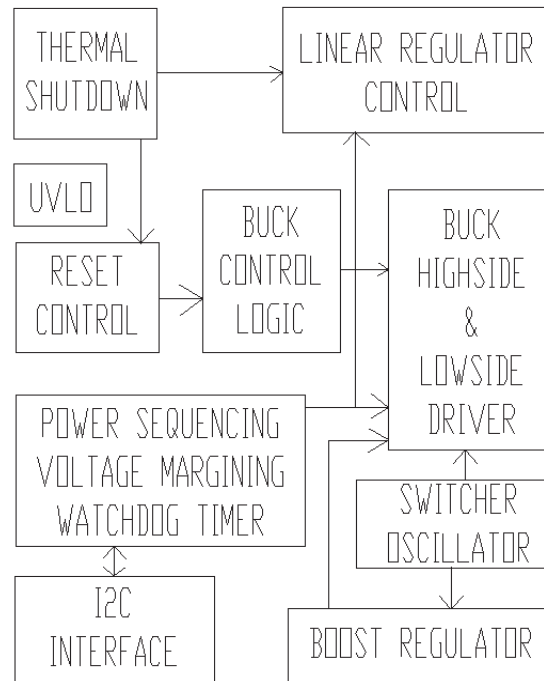 THERMAL
SHUTDOWN
LINEAR REGULATOR
CONTROL
UVLO
RESET
CONTROL
BUCK
CONTROL
LOGIC
BUCK
HIGHSIDE
&
LOWSIDE
DRIVER
POWER SEQUENCING
VOLTAGE MARGINING
WATCHDOG TIMER
SWITCHER
OSCILLATOR
I2C
INTERFACE
BOOST REGULATOR